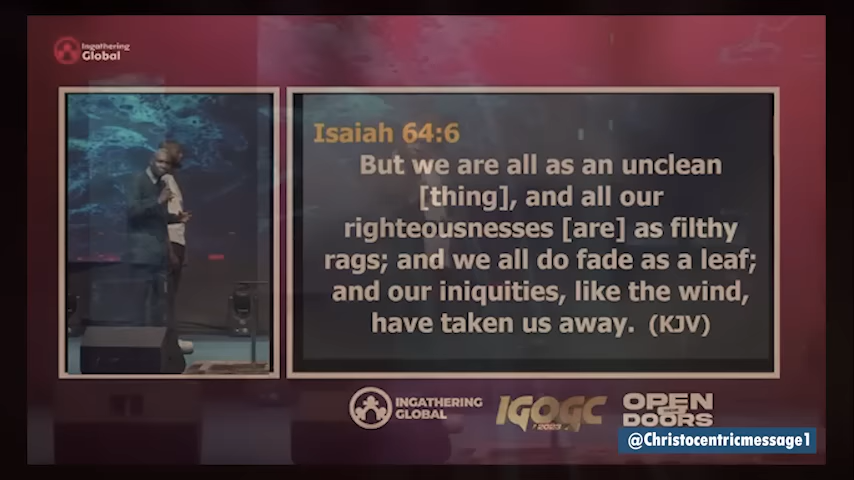 Ingathering
Global
Isaiah 64:6
But we are all as an unclean
[thing], and all our
righteousnesses [are] as filthy
rags; and we all do fade as a leaf;
and our iniquities, like the wind,
have taken us away. (KJV)
INGATHERING
GLOBAL
IGOGC
2023
OPEN
DOORS
@Christocentricmessage1